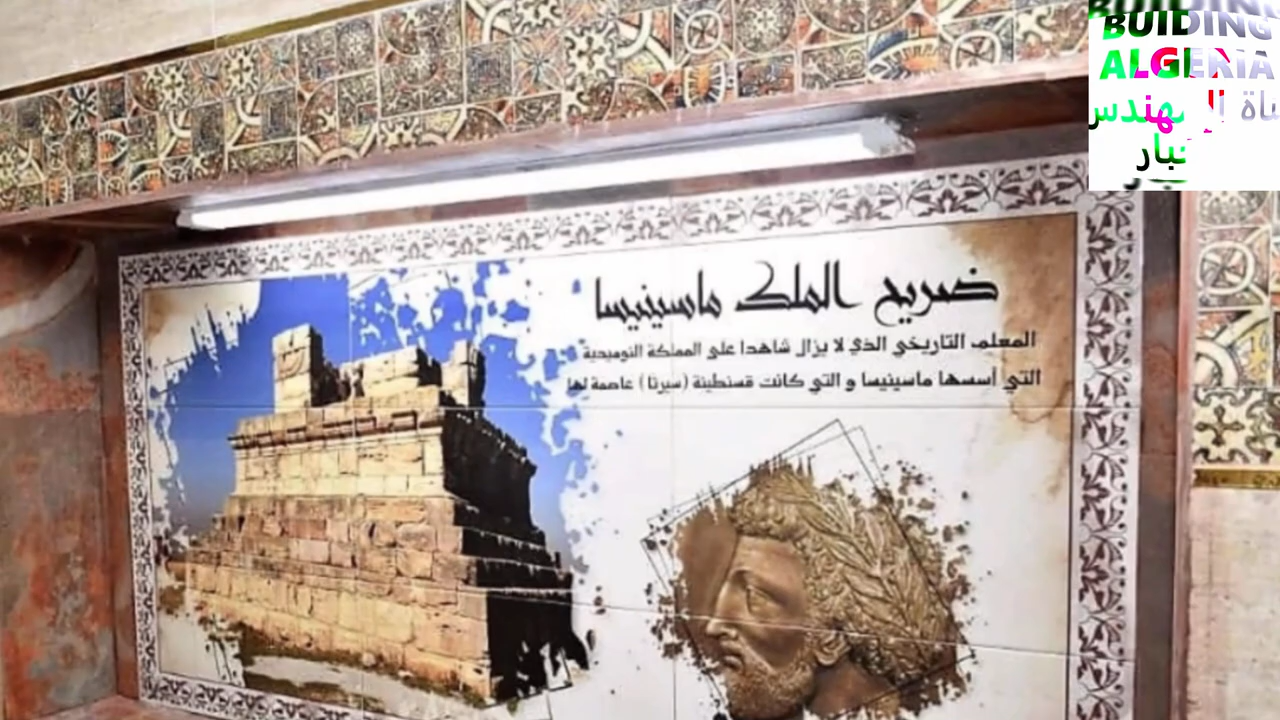 ضريح الملك ماسينيسا
المعلم التاريخي الذي لا يزال شاهدا على المملكة النوميدية
التي أسسها ماسينيسا و التي كانت قسنطينة (سيرتا) عاصمة لها
BUIDING
ALGERIA